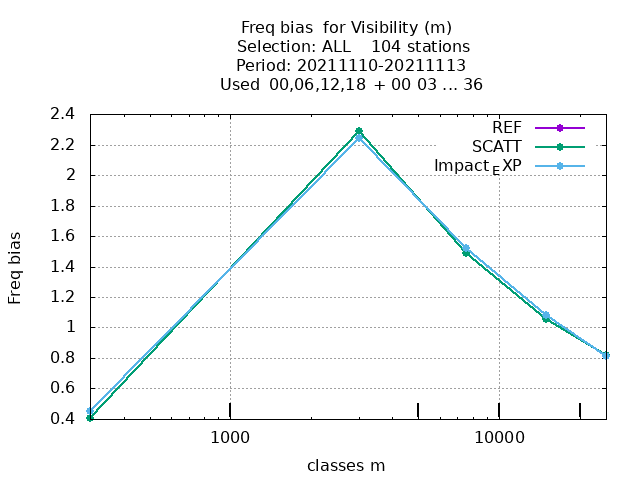 Freq bias for Visibility (m)
Selection: ALL 104 stations
Period: 20211110-20211113
Used 00,06,12,18 + 00 03 ... 36
REF
SCATT
Impact_EXP
Freq bias
2.4
2.2
2
1.8
1.6
1.4
1.2
1
0.8
0.6
0.4
1000
10000
classes m